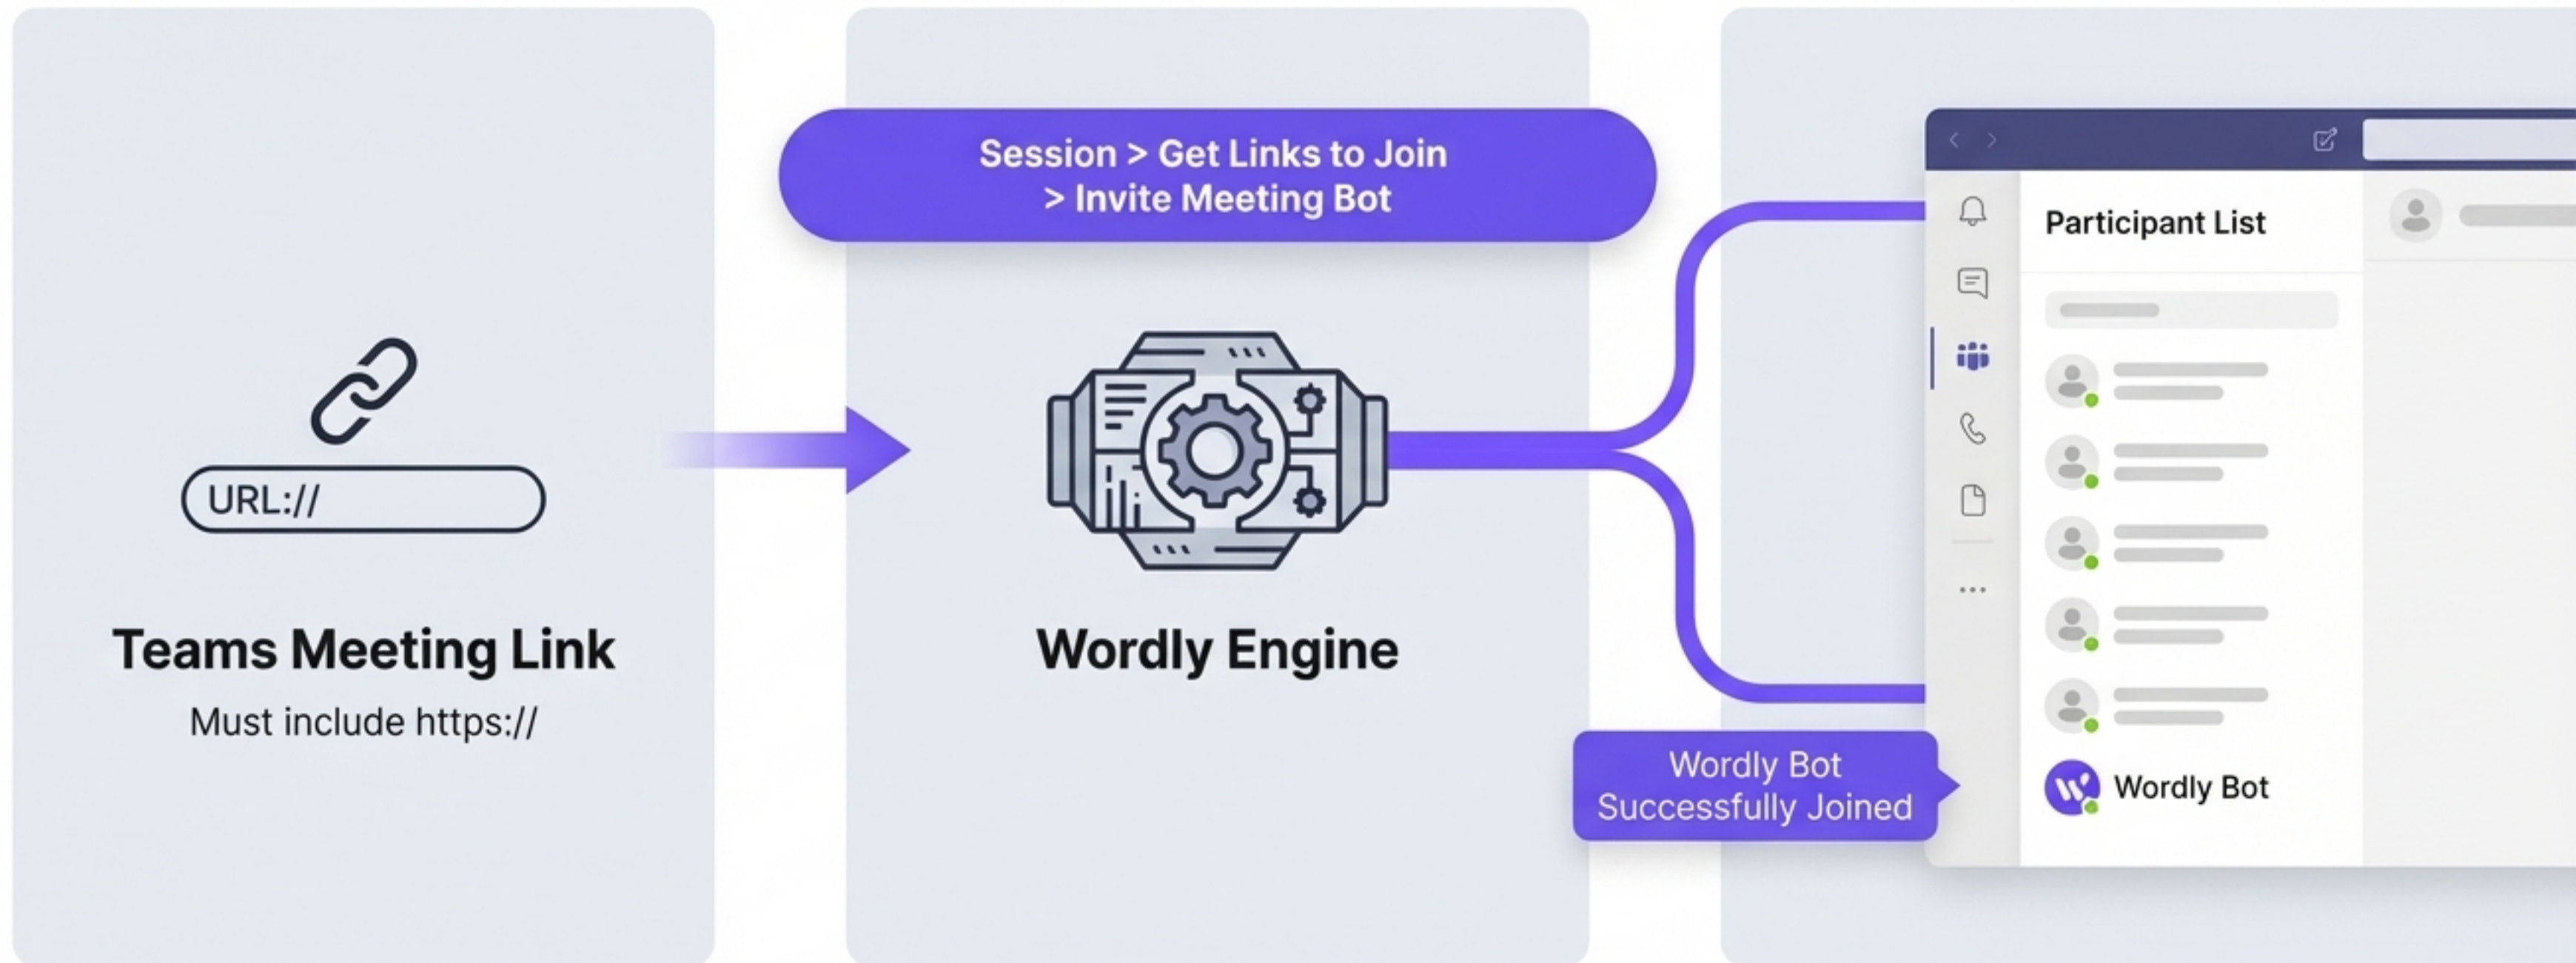 URL://
Teams Meeting Link
Must include https://
Session > Get Links to Join
> Invite Meeting Bot
Wordly Engine
Wordly Bot
Successfully Joined
Participant List
Wordly Bot